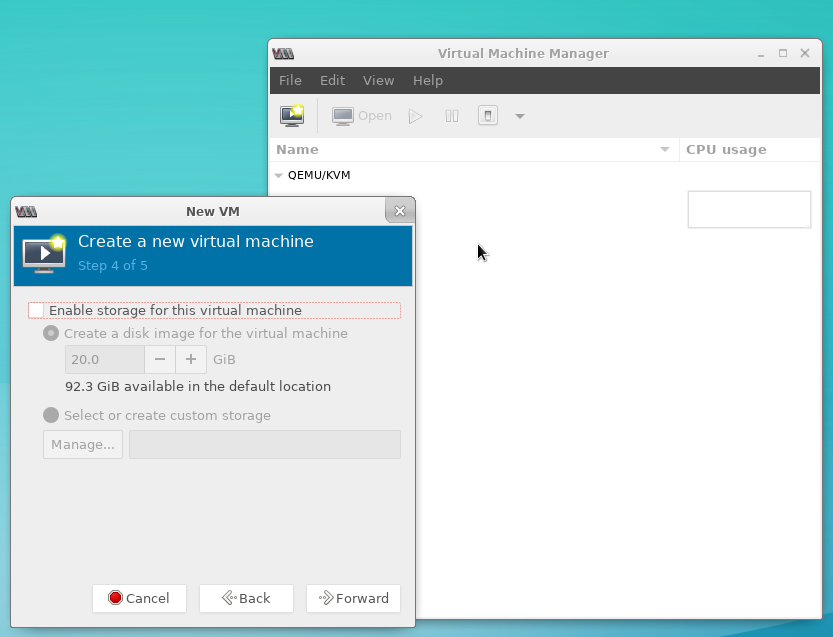 Virtual Machine Manager
File Edit View Help
Open
Name CPU usage
QEMU/KVM
New VM
Create a new virtual machine
Step 4 of 5
Enable storage for this virtual machine
Create a disk image for the virtual machine
20.0 − + GiB
92.3 GiB available in the default location
Select or create custom storage
Manage...
Cancel Back Forward